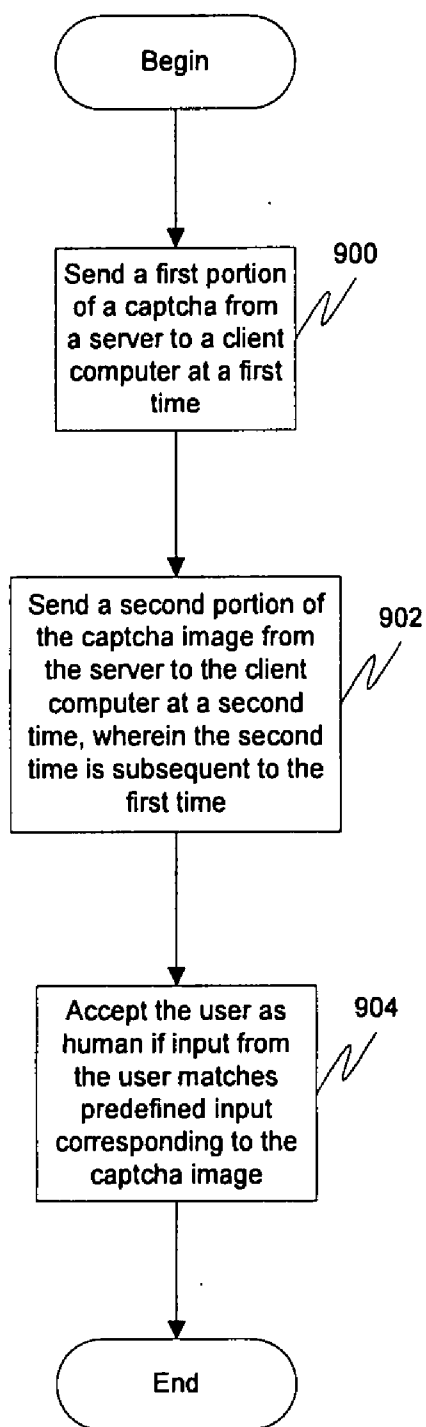 Begin
900
Send a first portion
of a captcha from
a server to a client
computer at a first
time
902
Send a second portion of
the captcha image from
the server to the client
computer at a second
time, wherein the second
time is subsequent to the
first time
904
Accept the user as
human if input from
the user matches
predefined input
corresponding to the
captcha image
End